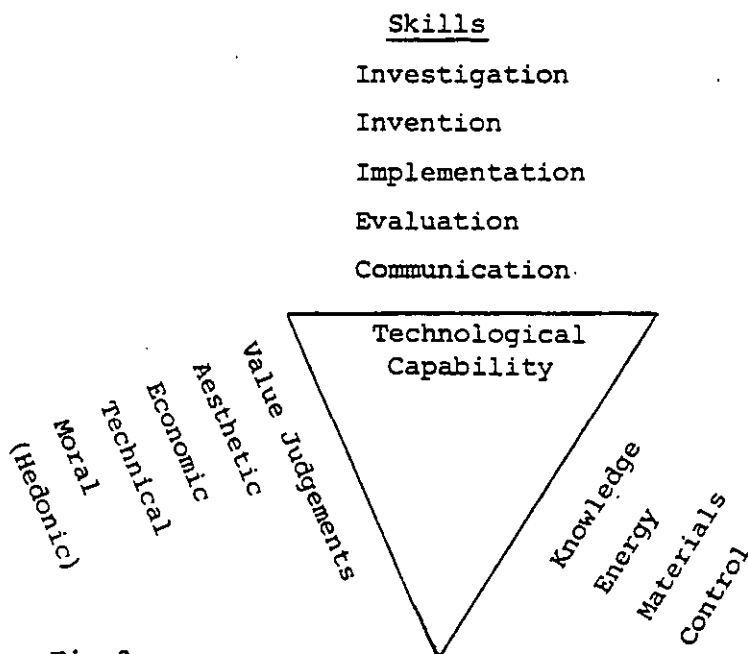 Skills
Investigation
Invention
Implementation
Evaluation
Communication
Technological
Capability
Value Judgements
Aesthetic
Economic
Technical
Moral
(Hedonic)
Knowledge
Energy
Materials
Control